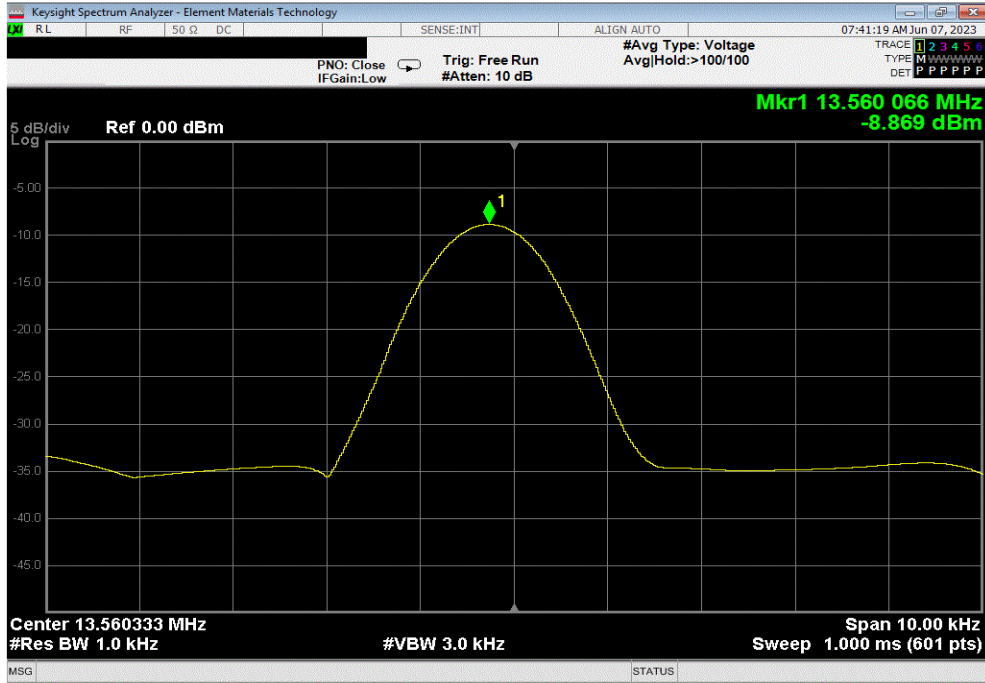 Keysight Spectrum Analyzer - Element Materials Technology
LXI RL RF 50 Ω DC SENSE:INT ALIGN AUTO 07:41:19 AM Jun 07, 2023
PNO: Close Trig: Free Run #Avg Type: Voltage TRACE 1 2 3 4 5 6
IFGain:Low #Atten: 10 dB Avg|Hold:>100/100 TYPE M WWWWW
DET P P P P P P
Mkr1 13.560 066 MHz
5 dB/div Ref 0.00 dBm -8.869 dBm
Log
1
-5.00
-10.0
-15.0
-20.0
-25.0
-30.0
-35.0
-40.0
-45.0
Center 13.560333 MHz Span 10.00 kHz
#Res BW 1.0 kHz #VBW 3.0 kHz Sweep 1.000 ms (601 pts)
MSG STATUS